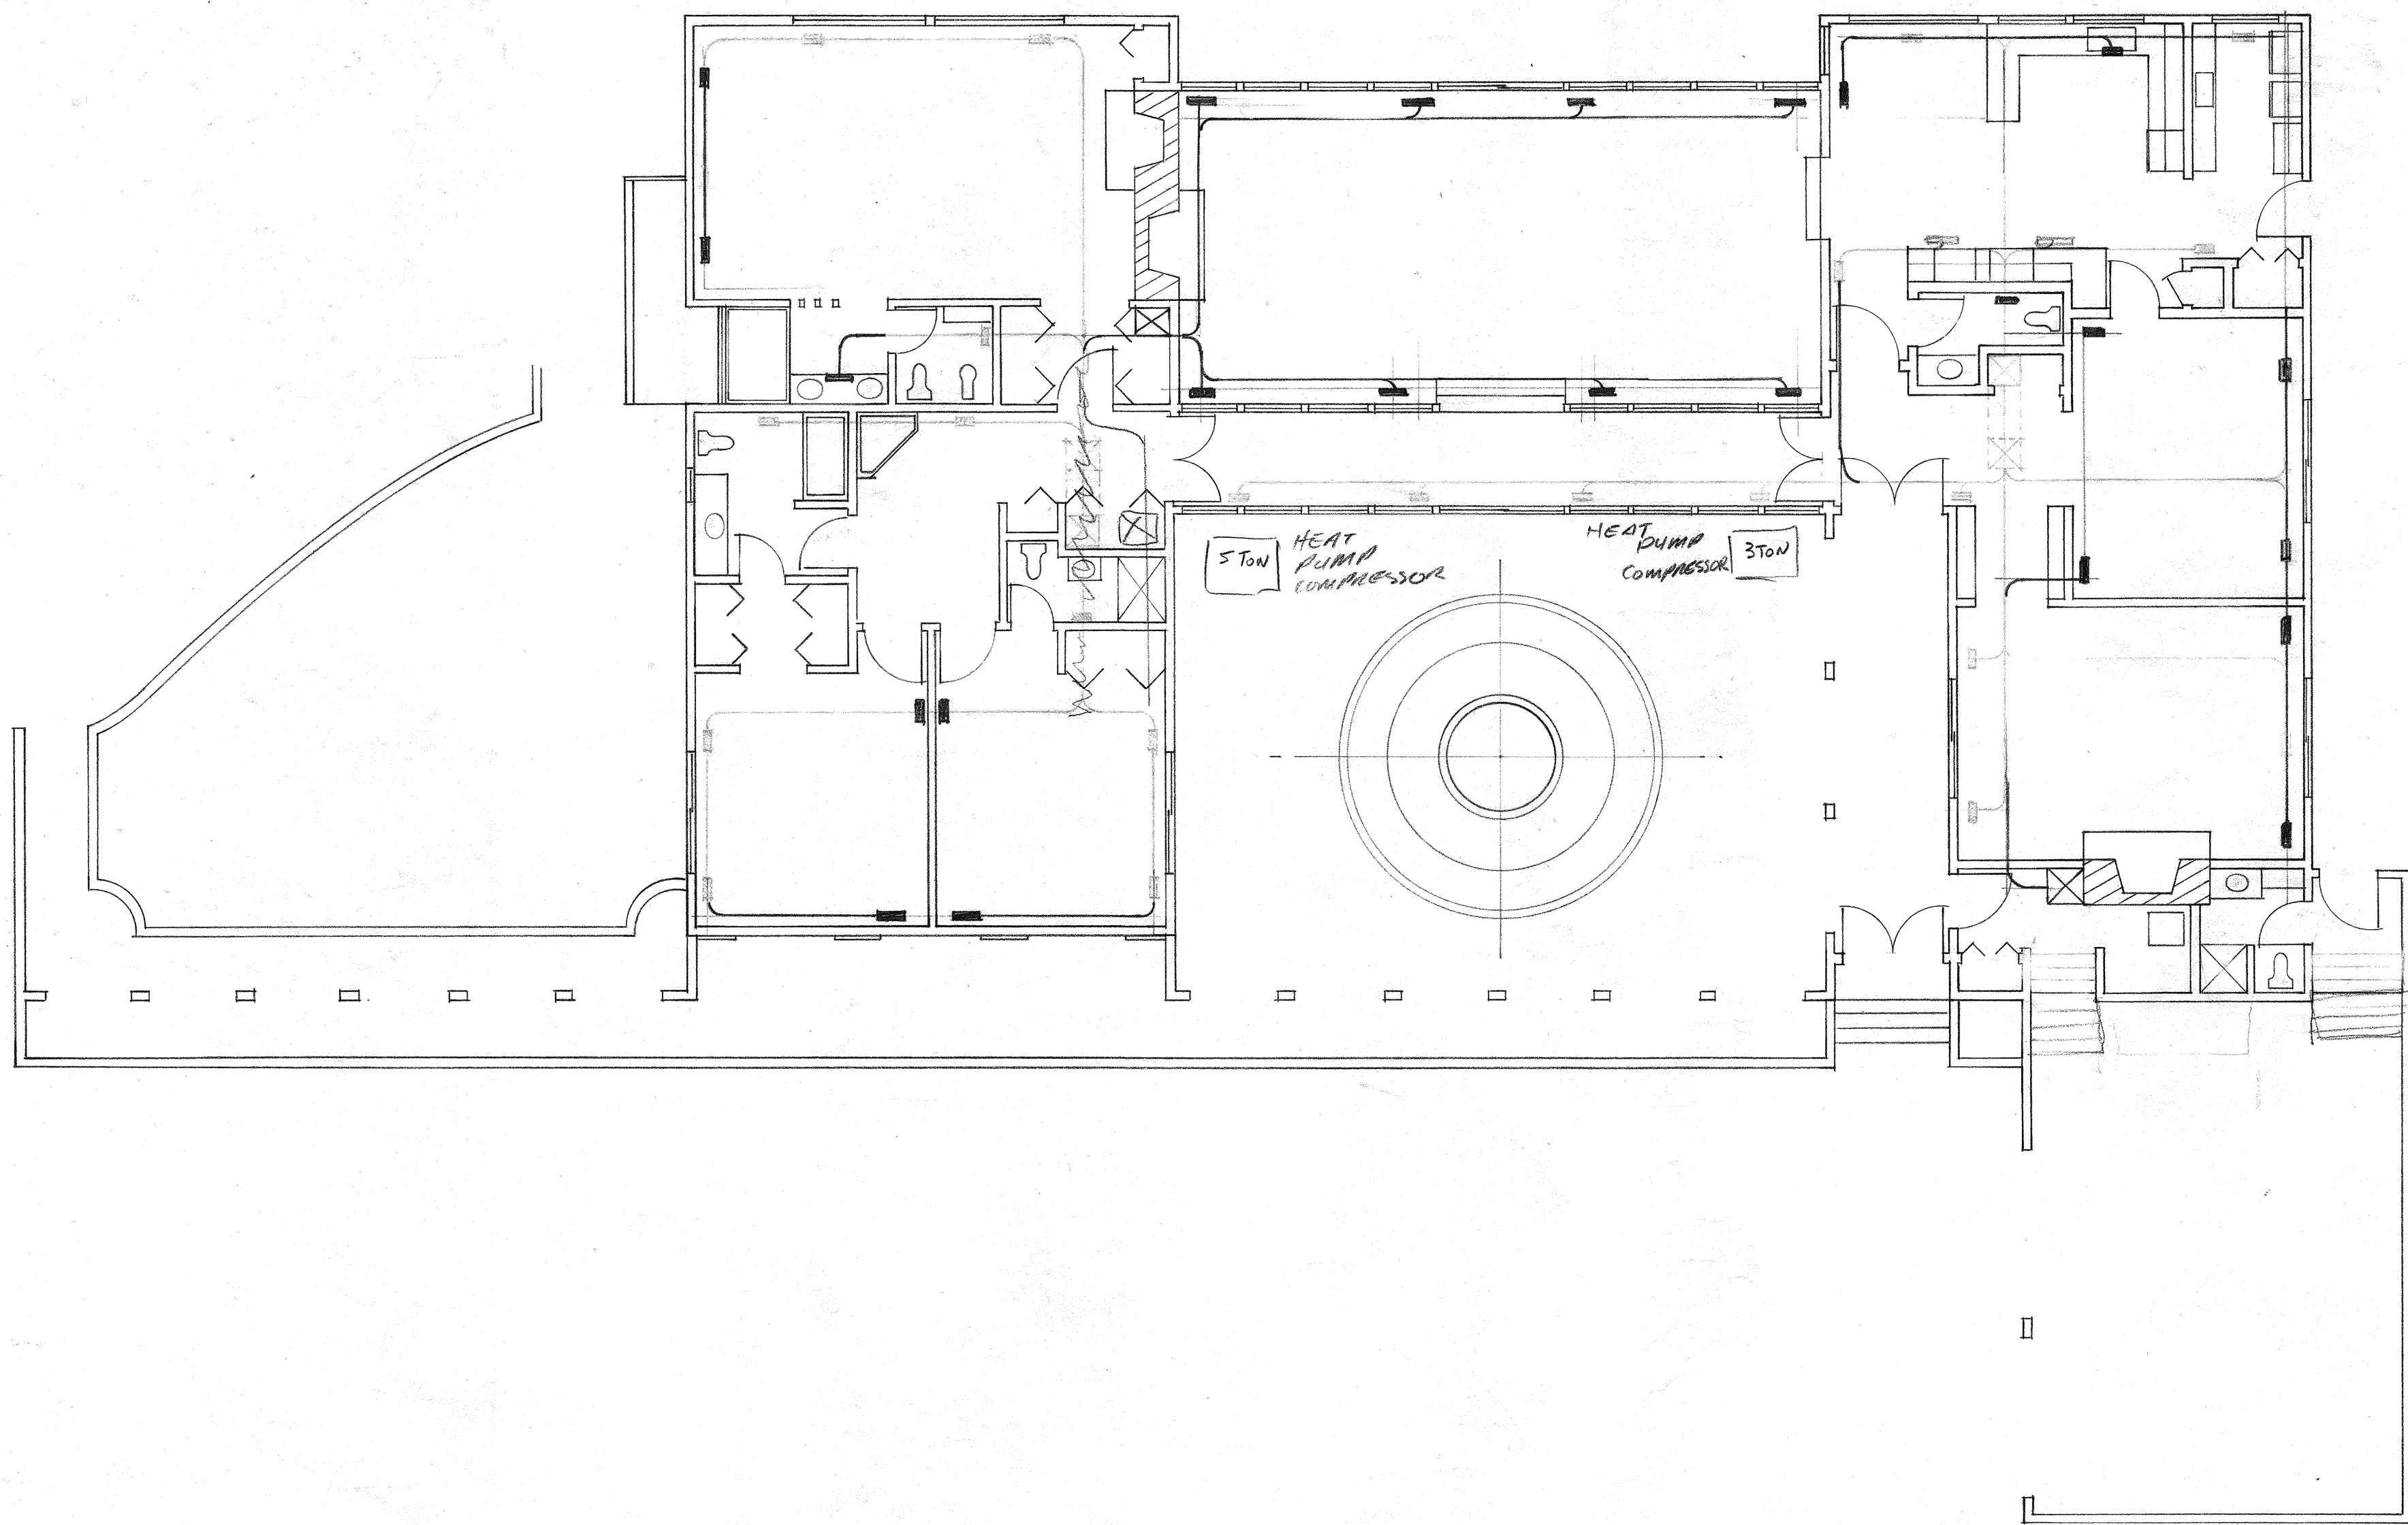 5 TON
HEAT
PUMP
COMPRESSOR
HEAT
PUMP
COMPRESSOR
3 TON